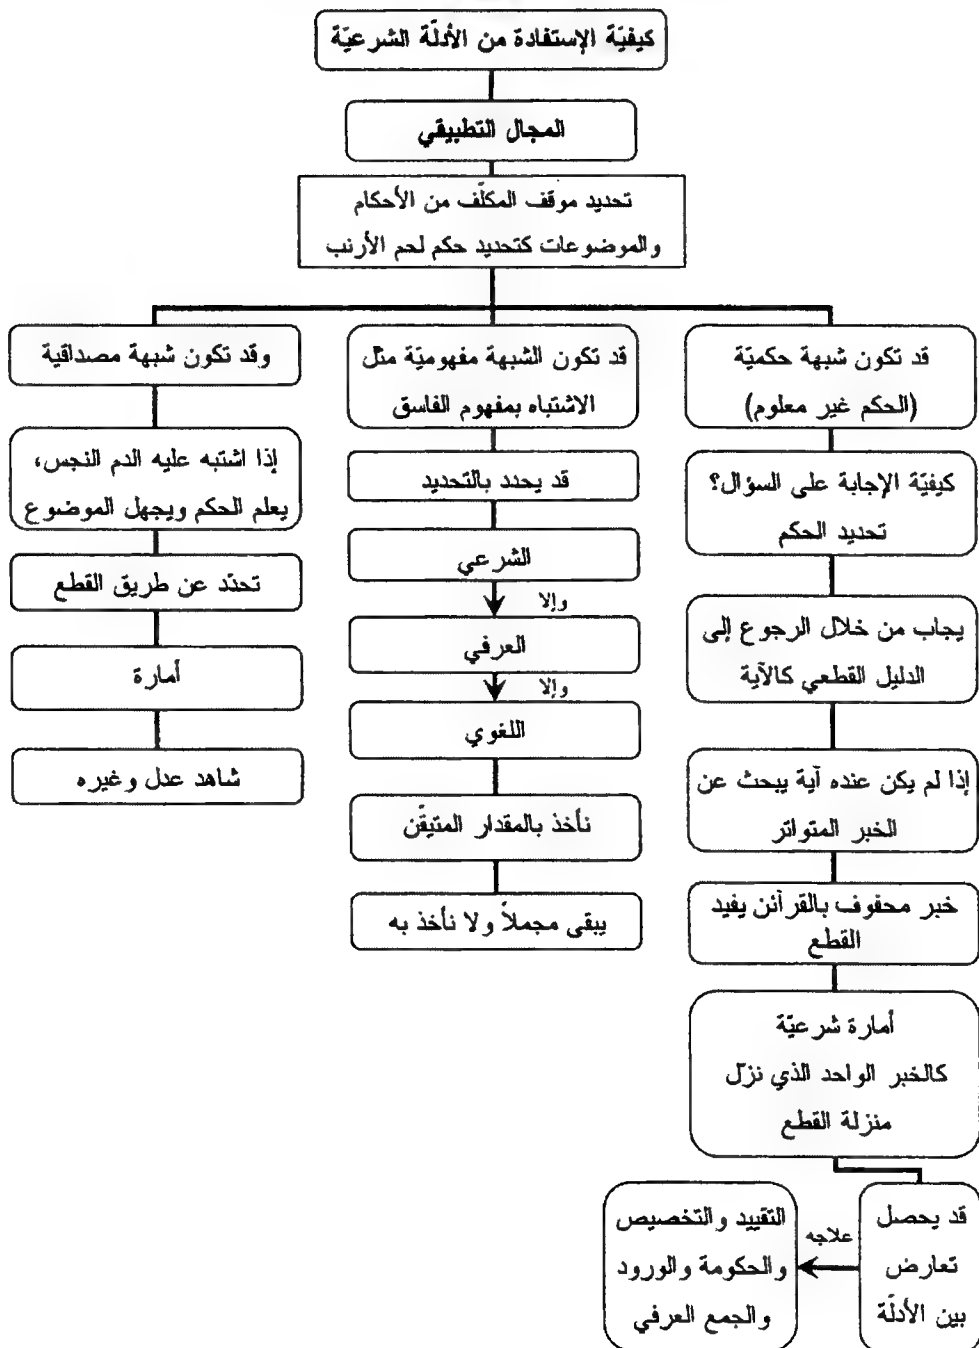 كيفيّة الإستفادة من الأدلّة الشرعيّة
المجال التطبيقي
تحديد موقف المكلّف من الأحكام
والموضوعات كتحديد حكم لحم الأرنب
قد تكون شبهة حكميّة
(الحكم غير معلوم)
كيفيّة الإجابة على السؤال؟
تحديد الحكم
يجاب من خلال الرجوع إلى
الدليل القطعي كالآية
إذا لم يكن عنده آية يبحث عن
الخبر المتواتر
خبر محفوف بالقرائن يفيد
القطع
أمارة شرعيّة
كالخبر الواحد الذي نزل
منزلة القطع
قد يحصل
تعارض
بين الأدلّة
علاجه
التقييد والتخصيص
والحكومة والورود
والجمع العرفي
قد تكون الشبهة مفهوميّة مثل
الاشتباه بمفهوم الفاسق
قد يحدد بالتحديد
الشرعي
وإلا
العرفي
وإلا
اللغوي
نأخذ بالمقدار المتيقّن
يبقى مجملاً ولا نأخذ به
وقد تكون شبهة مصداقية
إذا اشتبه عليه الدم النجس،
يعلم الحكم ويجهل الموضوع
تحدّد عن طريق القطع
أمارة
شاهد عدل وغيره